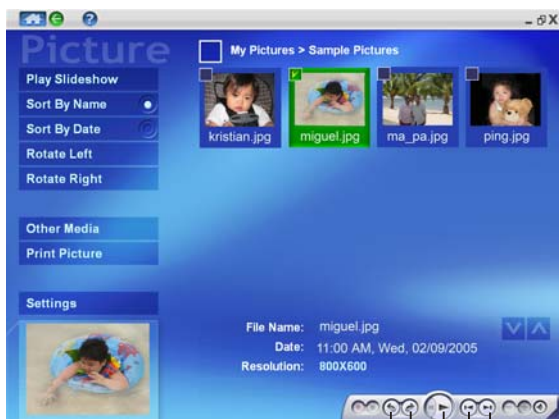 Picture
My Pictures > Sample Pictures
Play Slideshow
Sort By Name
Sort By Date
Rotate Left
Rotate Right
Other Media
Print Picture
Settings
kristian.jpg
miguel.jpg
ma_pa.jpg
ping.jpg
File Name: miguel.jpg
Date: 11:00 AM, Wed, 02/09/2005
Resolution: 800X600